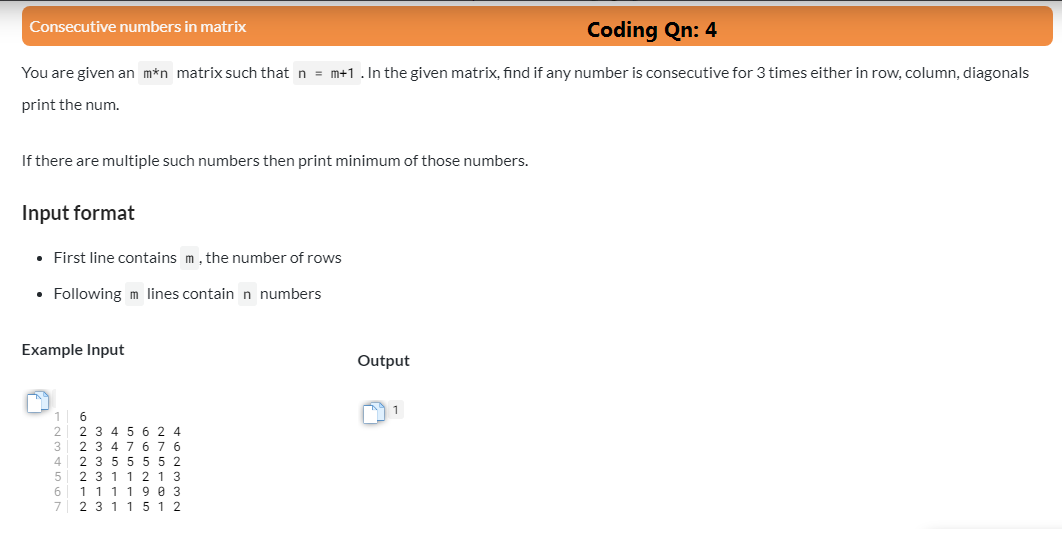 Consecutive numbers in matrix
Coding Qn: 4
You are given an m*n matrix such that n = m+1 . In the given matrix, find if any number is consecutive for 3 times either in row, column, diagonals
print the num.
If there are multiple such numbers then print minimum of those numbers.
Input format
• First line contains m , the number of rows
• Following m lines contain n numbers
Example Input
Output
1 6
2 2 3 4 5 6 2 4
3 2 3 4 7 6 7 6
4 2 3 5 5 5 5 2
5 2 3 1 1 2 1 3
6 1 1 1 1 9 0 3
7 2 3 1 1 5 1 2
1